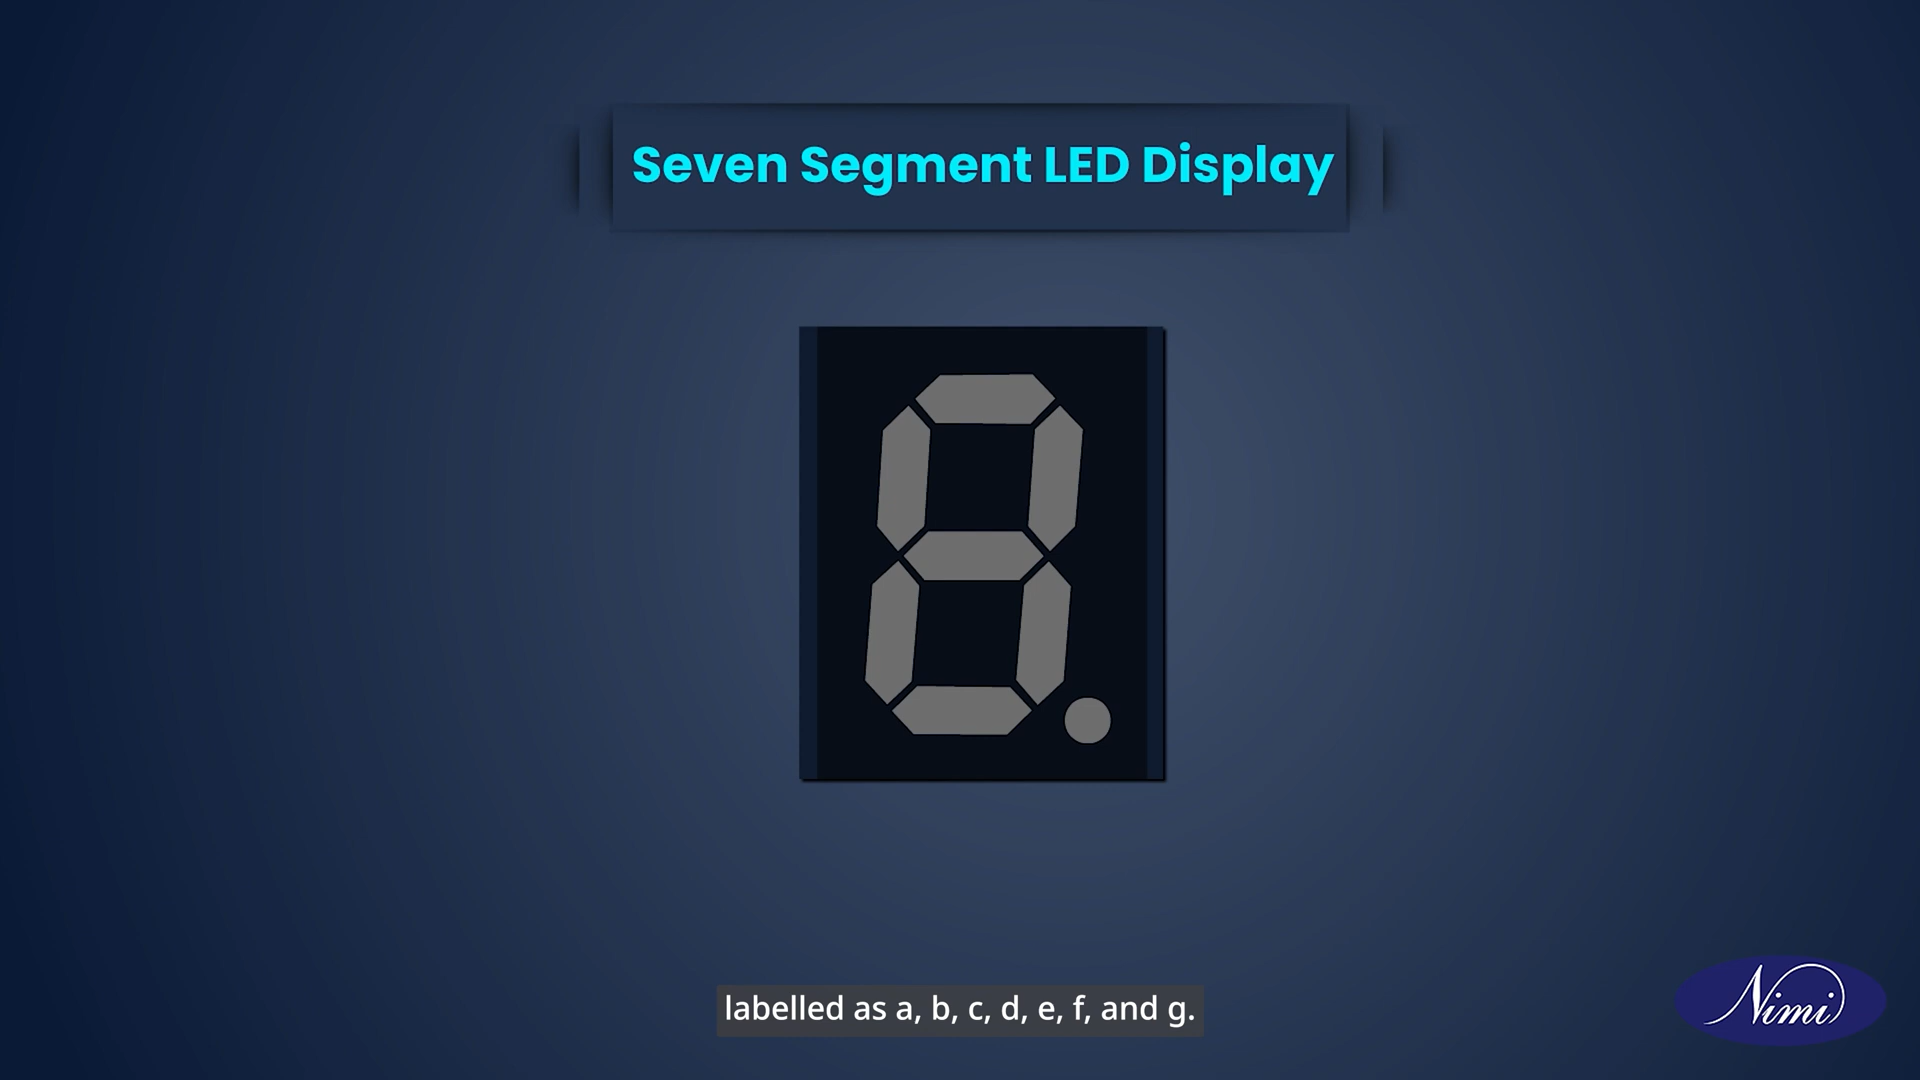 Seven Segment LED Display
labelled as a, b, c, d, e, f, and g.
Nimi